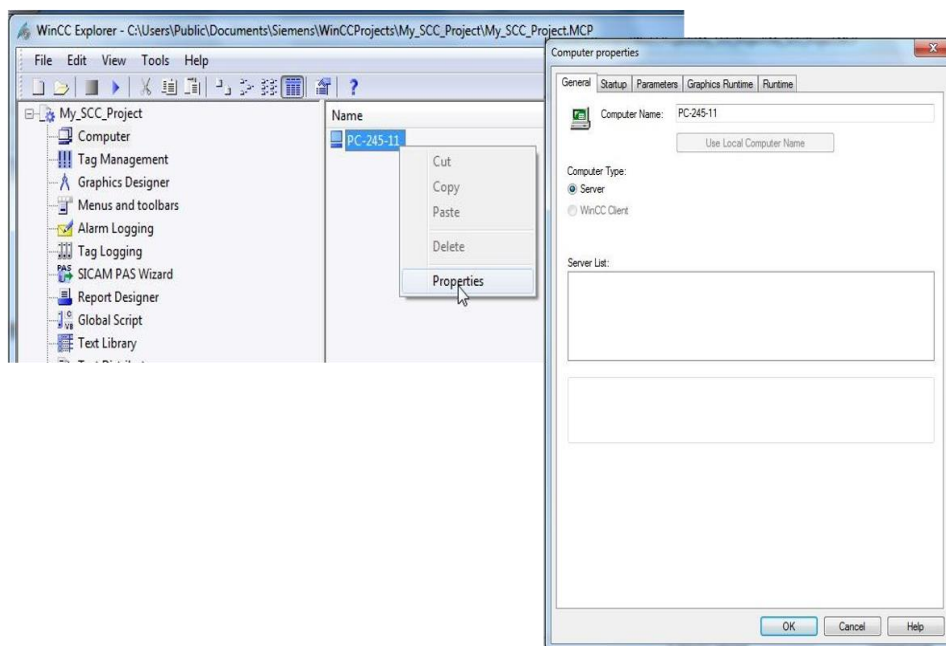 WinCC Explorer - C:\Users\Public\Documents\Siemens\WinCCProjects\My_SCC_Project\My_SCC_Project.MCP
File Edit View Tools Help
My_SCC_Project
Computer
Tag Management
Graphics Designer
Menus and toolbars
Alarm Logging
Tag Logging
SICAM PAS Wizard
Report Designer
Global Script
Text Library
Name
PC-245-11
Cut
Copy
Paste
Delete
Properties
Computer properties
General Startup Parameters Graphics Runtime Runtime
Computer Name: PC-245-11
Use Local Computer Name
Computer Type:
Server
WinCC Client
Server List:
OK Cancel Help